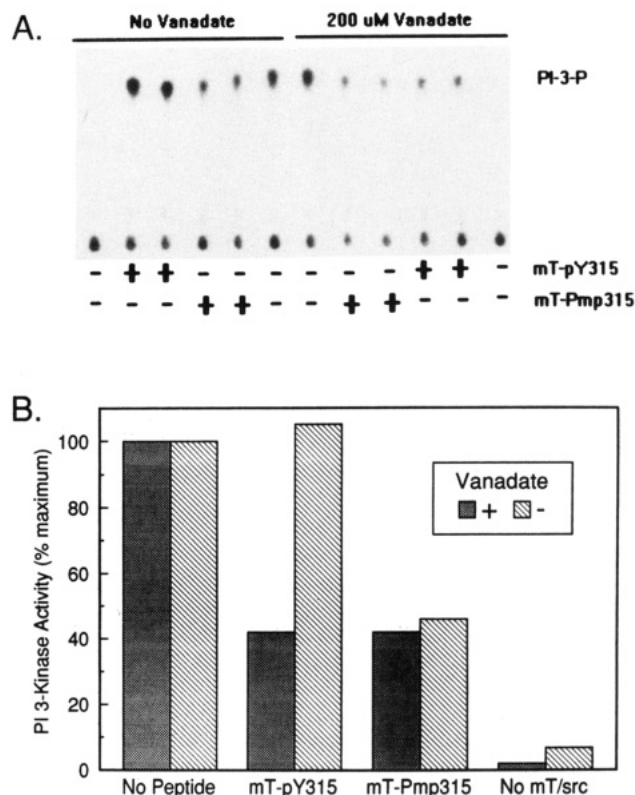 A.
No Vanadate 200 uM Vanadate
PI-3-P
- + + - - - - - - + + - mT-pY315
- - - + + - - + + - - - mT-Pmp315
B.
PI 3-Kinase Activity (% maximum)
100
80
60
40
20
0
Vanadate
+ -
No Peptide mT-pY315 mT-Pmp315 No mT/src